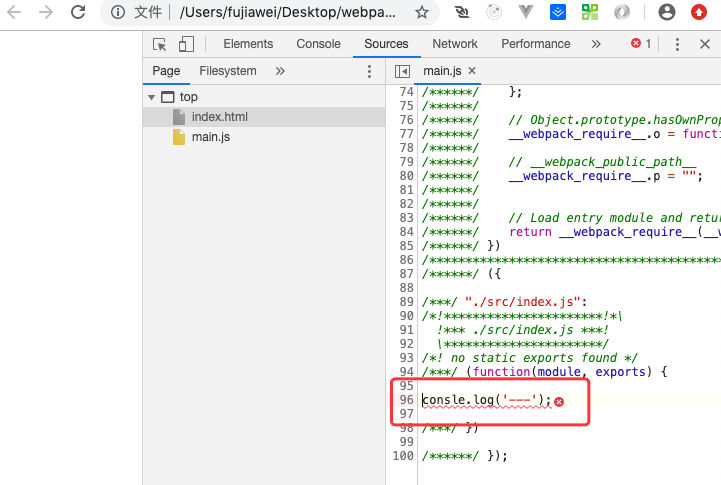 文件 | /Users/fujiawei/Desktop/webpa...
Elements Console Sources Network Performance » 1
Page Filesystem »
main.js ×
top
index.html
main.js
74 /******/ };
75 /******/
76 /******/ // Object.prototype.hasOwnProp
77 /******/ __webpack_require__.o = functi
78 /******/
79 /******/ // __webpack_public_path__
80 /******/ __webpack_require__.p = "";
81 /******/
82 /******/
83 /******/ // Load entry module and retur
84 /******/ return __webpack_require__(__w
85 /******/ })
86 /******************************************
87 /******/ ({
88
89 /***/ "./src/index.js":
90 /*!**********************!*\
91 !*** ./src/index.js ***!
92 \**********************/
93 /*! no static exports found */
94 /***/ (function(module, exports) {
95
96 consle.log('---');
97
98 /***/ })
99
100 /******/ });